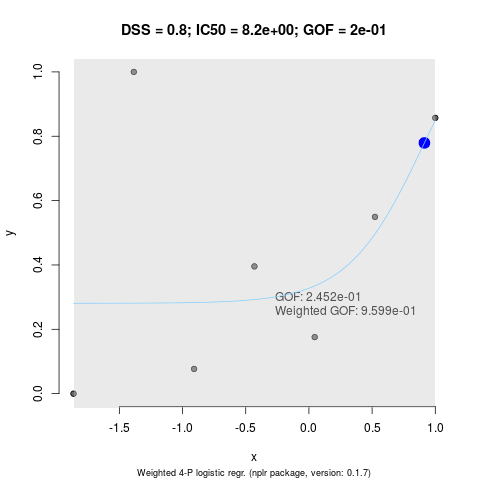 DSS = 0.8; IC50 = 8.2e+00; GOF = 2e-01
1.0
0.8
0.6
0.4
0.2
0.0
y
GOF: 2.452e-01
Weighted GOF: 9.599e-01
-1.5 -1.0 -0.5 0.0 0.5 1.0
x
Weighted 4-P logistic regr. (nplr package, version: 0.1.7)